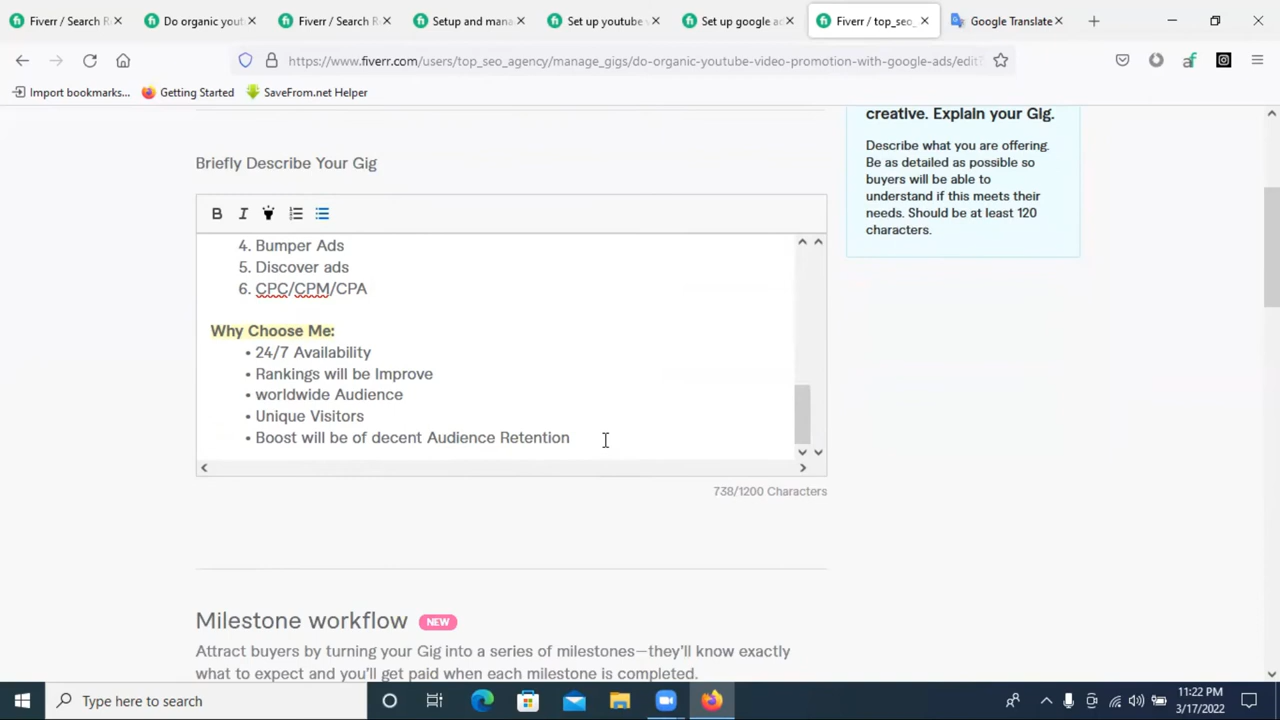 Fiverr / Search Re
Do organic yout
Fiverr / Search Re
Setup and mana
Set up youtube v
Set up google ad
Fiverr / top_seo_
Google Translate
https://www.fiverr.com/users/top_seo_agency/manage_gigs/do-organic-youtube-video-promotion-with-google-ads/edit
Import bookmarks...
Getting Started
SaveFrom.net Helper
creative. Explain your Gig.
Describe what you are offering.
Be as detailed as possible so
buyers will be able to
understand if this meets their
needs. Should be at least 120
characters.
Briefly Describe Your Gig
B I
4. Bumper Ads
5. Discover ads
6. CPC/CPM/CPA
Why Choose Me:
• 24/7 Availability
• Rankings will be Improve
• worldwide Audience
• Unique Visitors
• Boost will be of decent Audience Retention
738/1200 Characters
Milestone workflow NEW
Attract buyers by turning your Gig into a series of milestones—they'll know exactly
what to expect and you'll get paid when each milestone is completed.
Type here to search
11:22 PM
3/17/2022